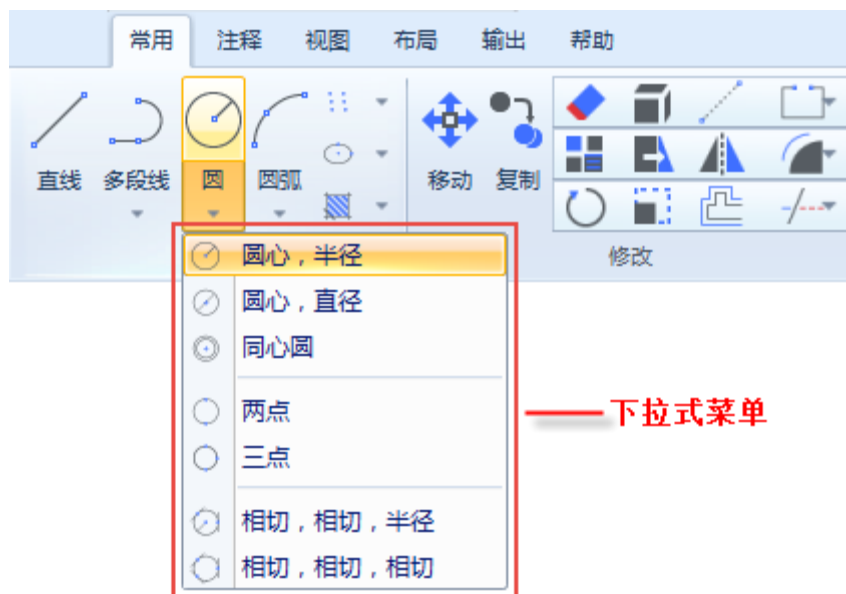 常用 注释 视图 布局 输出 帮助
直线 多段线 圆 圆弧 移动 复制
修改
圆心，半径
圆心，直径
同心圆
两点
三点
相切，相切，半径
相切，相切，相切
下拉式菜单